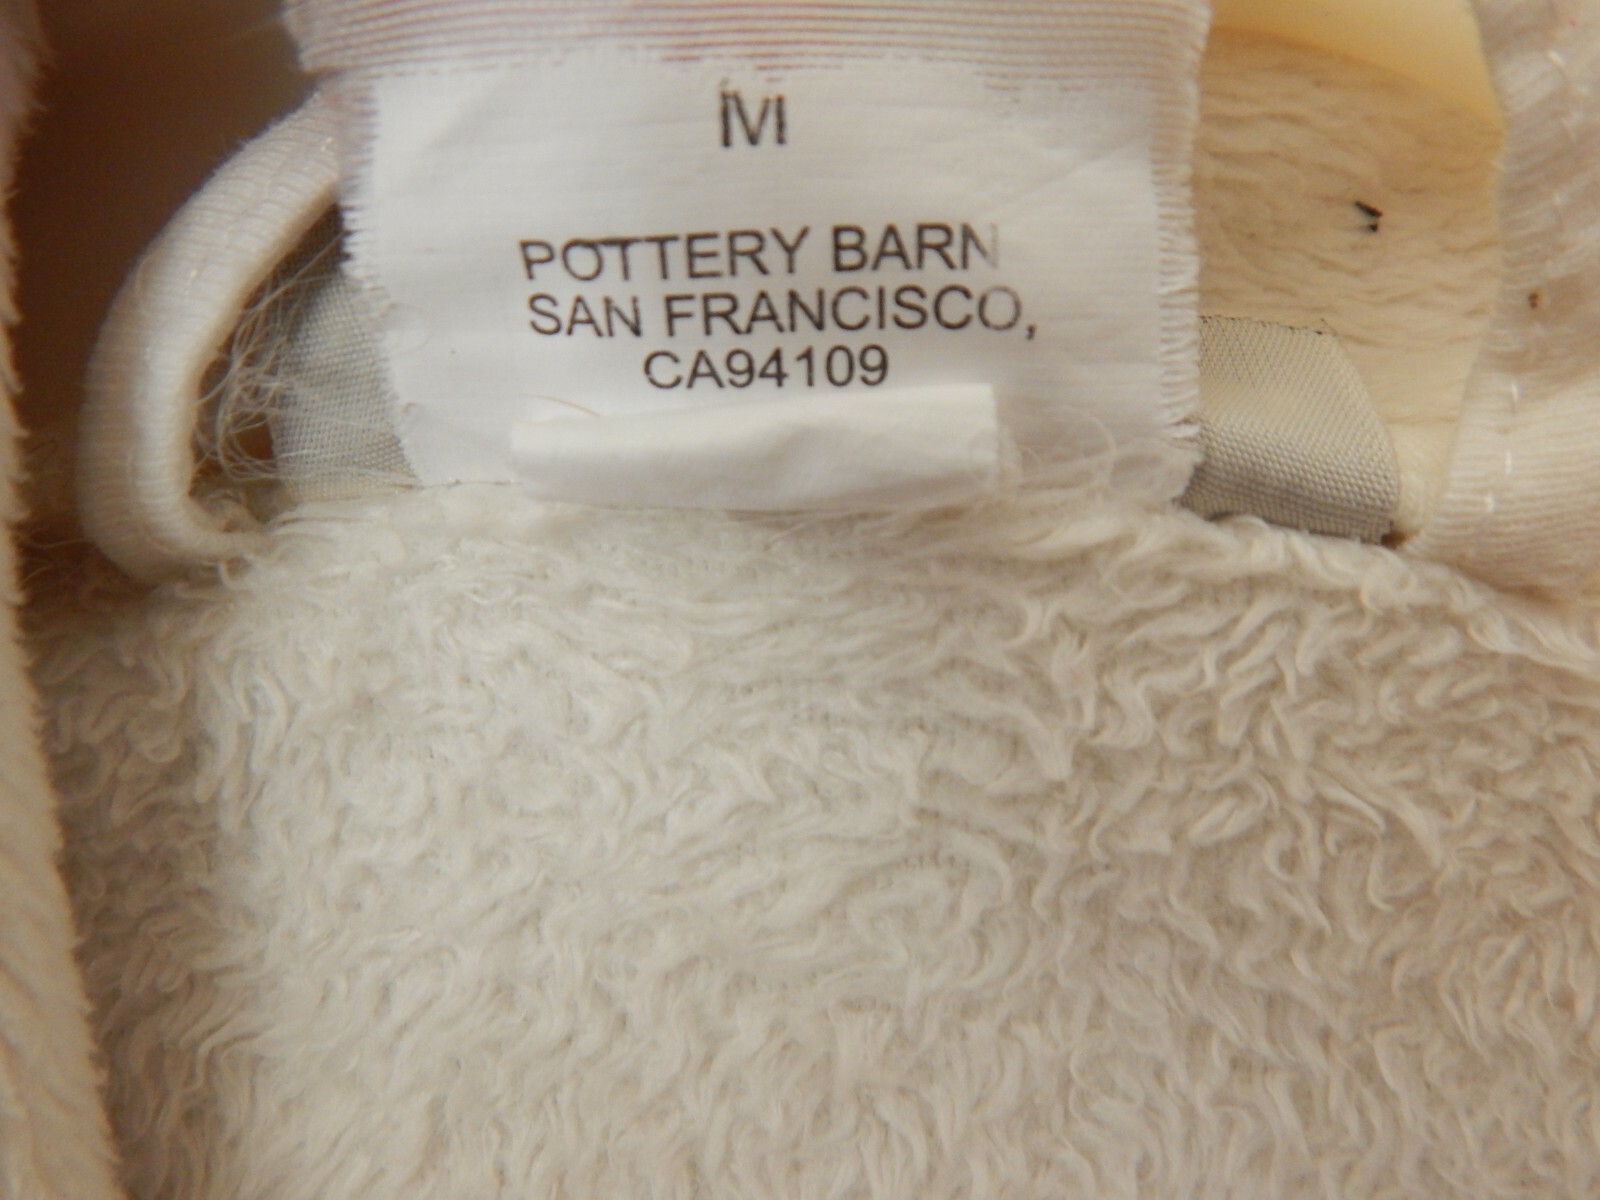 M
POTTERY BARN
SAN FRANCISCO,
CA94109